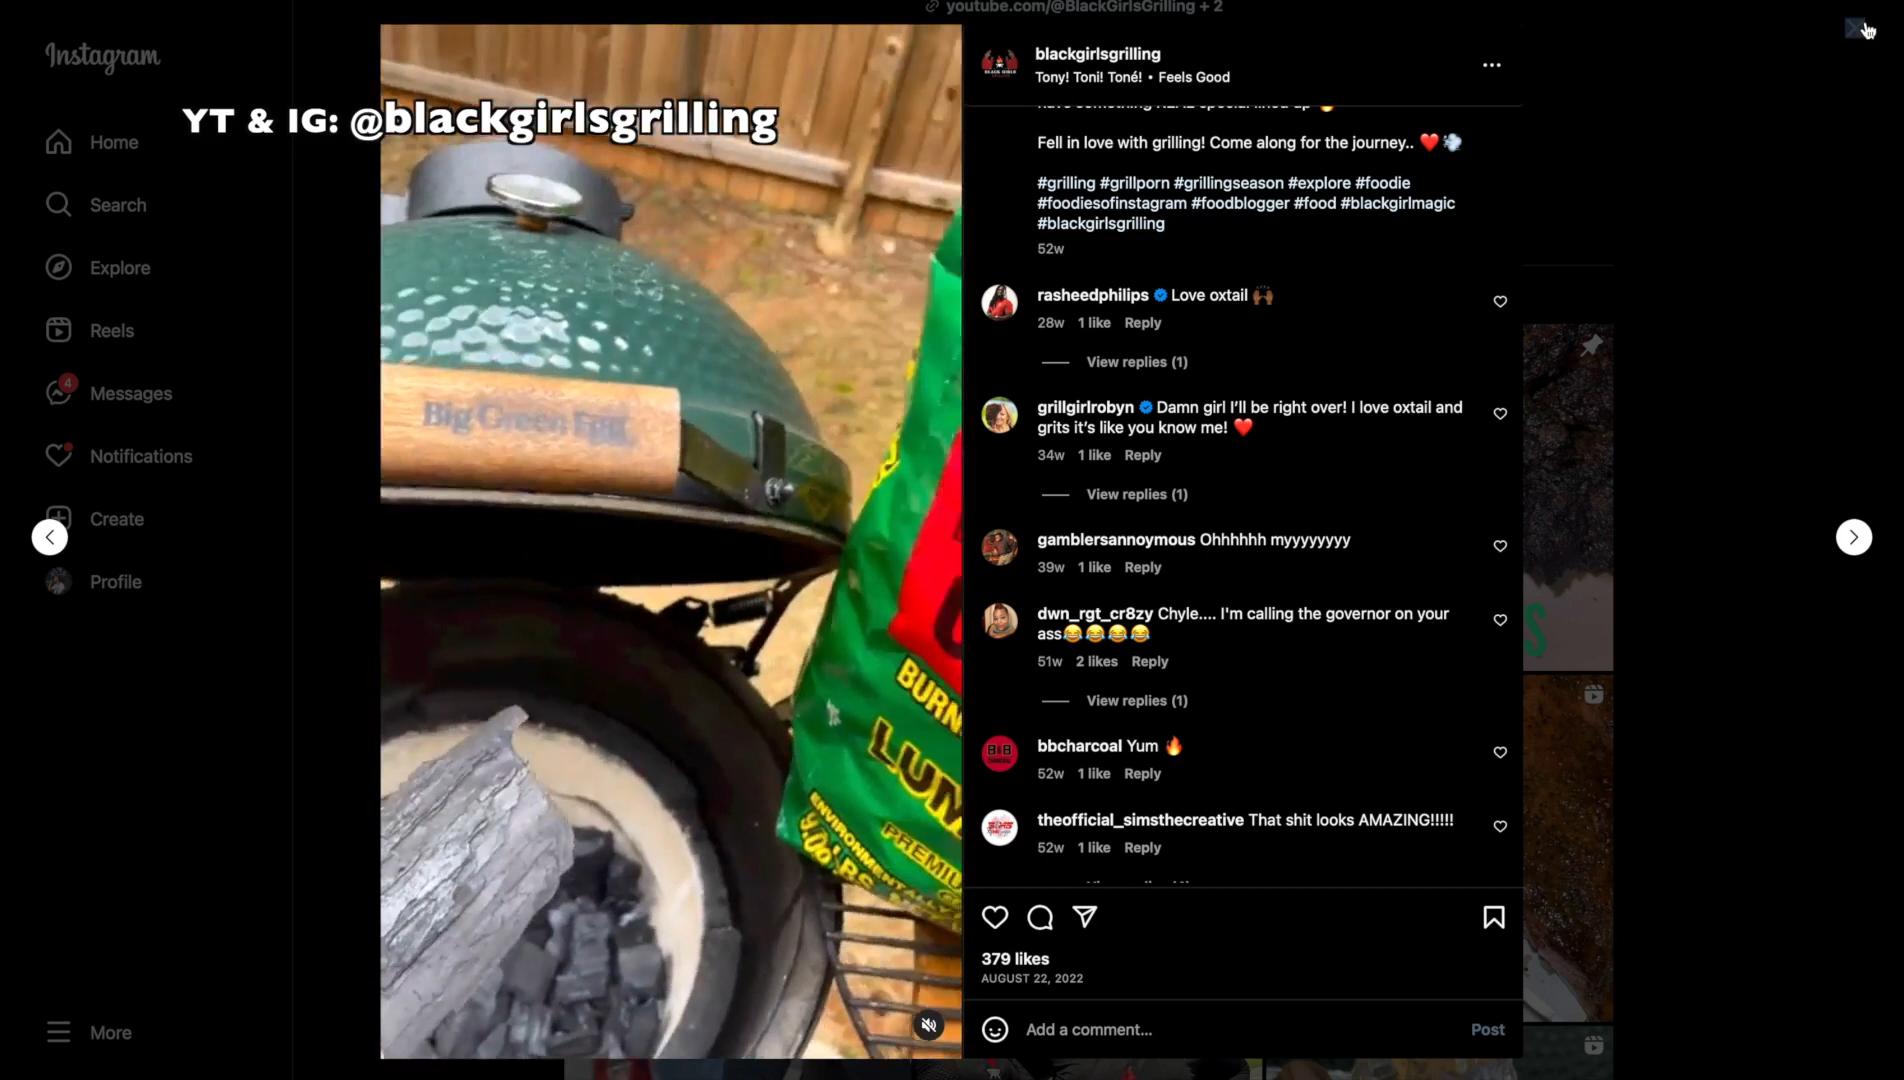 youtube.com/@BlackGirlsGrilling + 2
Instagram
YT & IG: @blackgirlsgrilling
Home
Search
Explore
Reels
4
Messages
Notifications
Create
Profile
More
Big Green Egg
BURN
LUM
ENVIRONMENTAL
PREMIU
LBS
blackgirlsgrilling
Tony! Toni! Toné! • Feels Good
Fell in love with grilling! Come along for the journey.. ❤️💨
#grilling #grillporn #grillingseason #explore #foodie
#foodiesofinstagram #foodblogger #food #blackgirlmagic
#blackgirlsgrilling
52w
rasheedphilips Love oxtail 🙌🏾
28w 1 like Reply
View replies (1)
grillgirlrobyn Damn girl I’ll be right over! I love oxtail and
grits it’s like you know me! ❤️
34w 1 like Reply
View replies (1)
gamblersannoymous Ohhhhhh myyyyyyyy
39w 1 like Reply
dwn_rgt_cr8zy Chyle.... I'm calling the governor on your
ass😂😂😂😂
51w 2 likes Reply
View replies (1)
B&B
bbcharcoal Yum 🔥
52w 1 like Reply
theofficial_simsthecreative That shit looks AMAZING!!!!!
52w 1 like Reply
379 likes
AUGUST 22, 2022
Add a comment...
Post